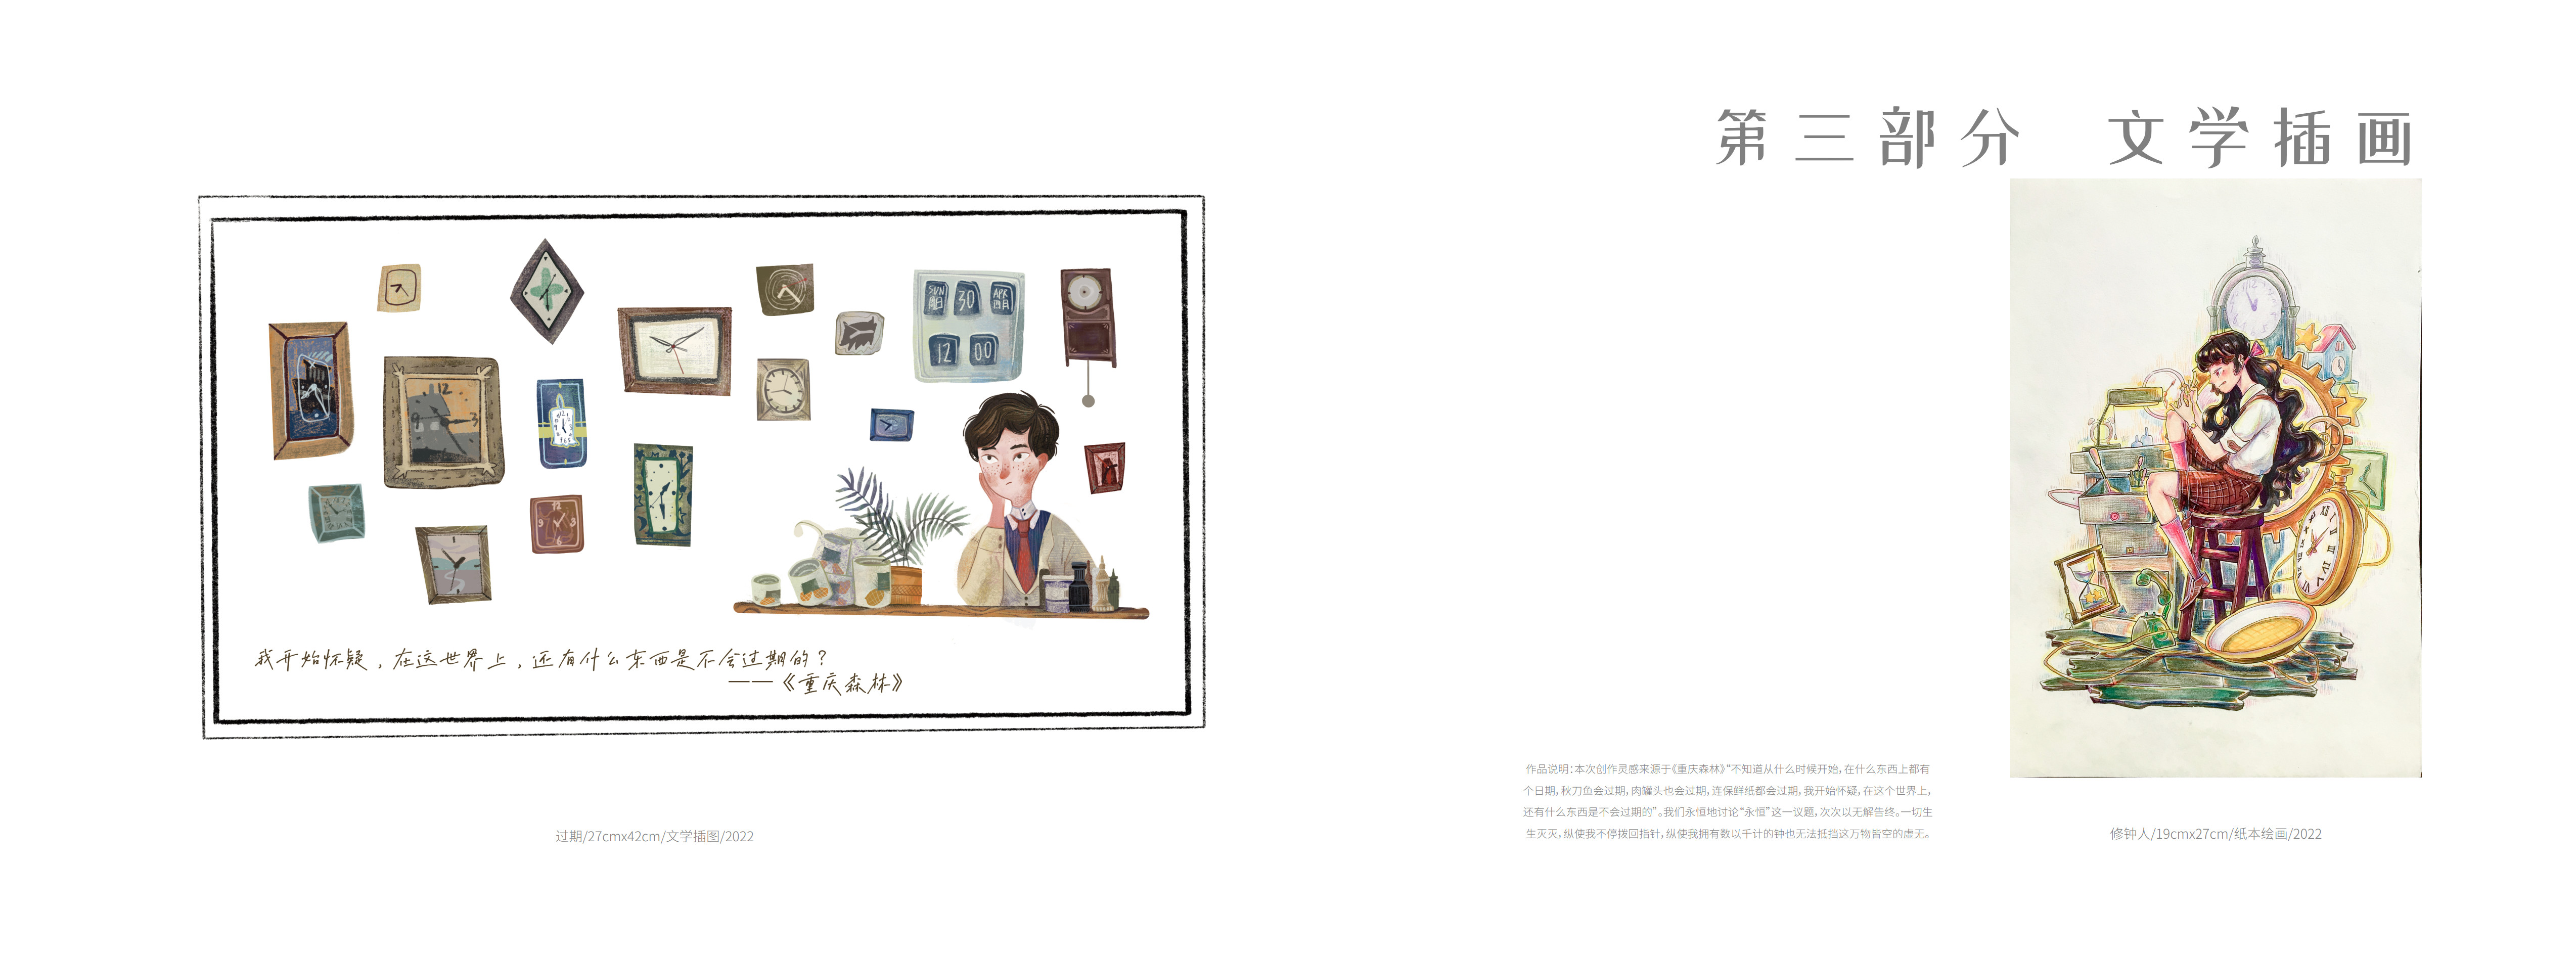 第三部分 文学插画
SUN 30 APR
周日 四月
12 00
12
9 3
12
9 3
6
我开始怀疑，在这世界上，还有什么东西是不会过期的？
——《重庆森林》
作品说明：本次创作灵感来源于《重庆森林》“不知道从什么时候开始，在什么东西上都有
个日期，秋刀鱼会过期，肉罐头也会过期，连保鲜纸都会过期，我开始怀疑，在这个世界上，
还有什么东西是不会过期的”。我们永恒地讨论“永恒”这一议题，次次以无解告终。一切生
生灭灭，纵使我不停拨回指针，纵使我拥有数以千计的钟也无法抵挡这万物皆空的虚无。
过期/27cmx42cm/文学插图/2022
修钟人/19cmx27cm/纸本绘画/2022